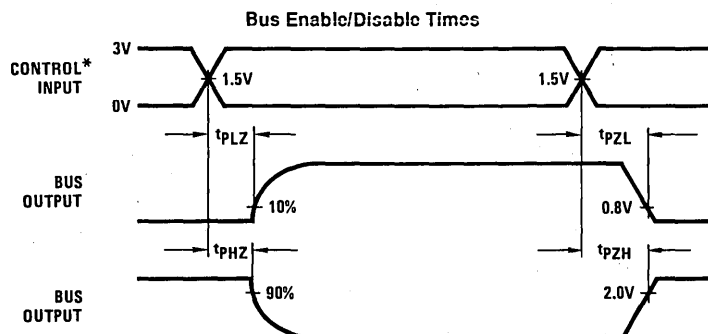 Bus Enable/Disable Times
3V
CONTROL*
INPUT
1.5V
1.5V
0V
tPLZ
tPZL
BUS
OUTPUT
10%
0.8V
tPHZ
tPZH
BUS
OUTPUT
90%
2.0V